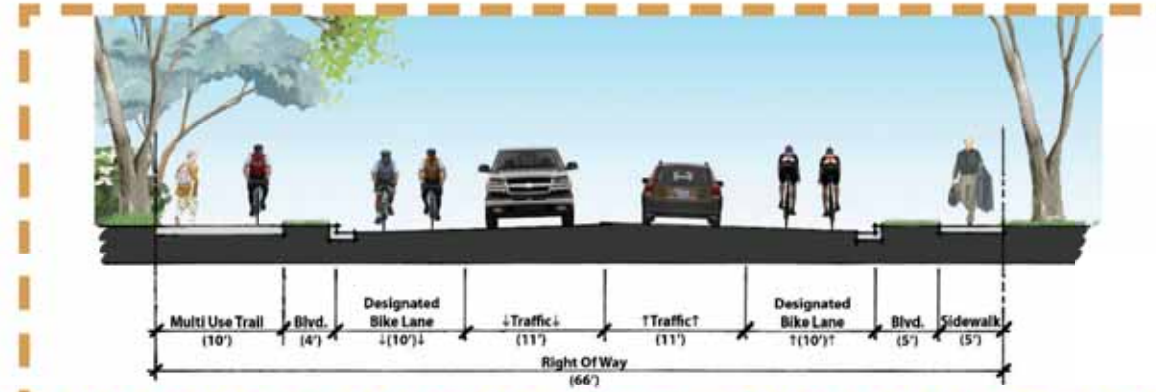 Multi Use Trail
(10')
Blvd.
(4')
Designated
Bike Lane
↓(10')↓
↓Traffic↓
(11')
↑Traffic↑
(11')
Designated
Bike Lane
↑(10')↑
Blvd.
(5')
Sidewalk
(5')
Right Of Way
(66')